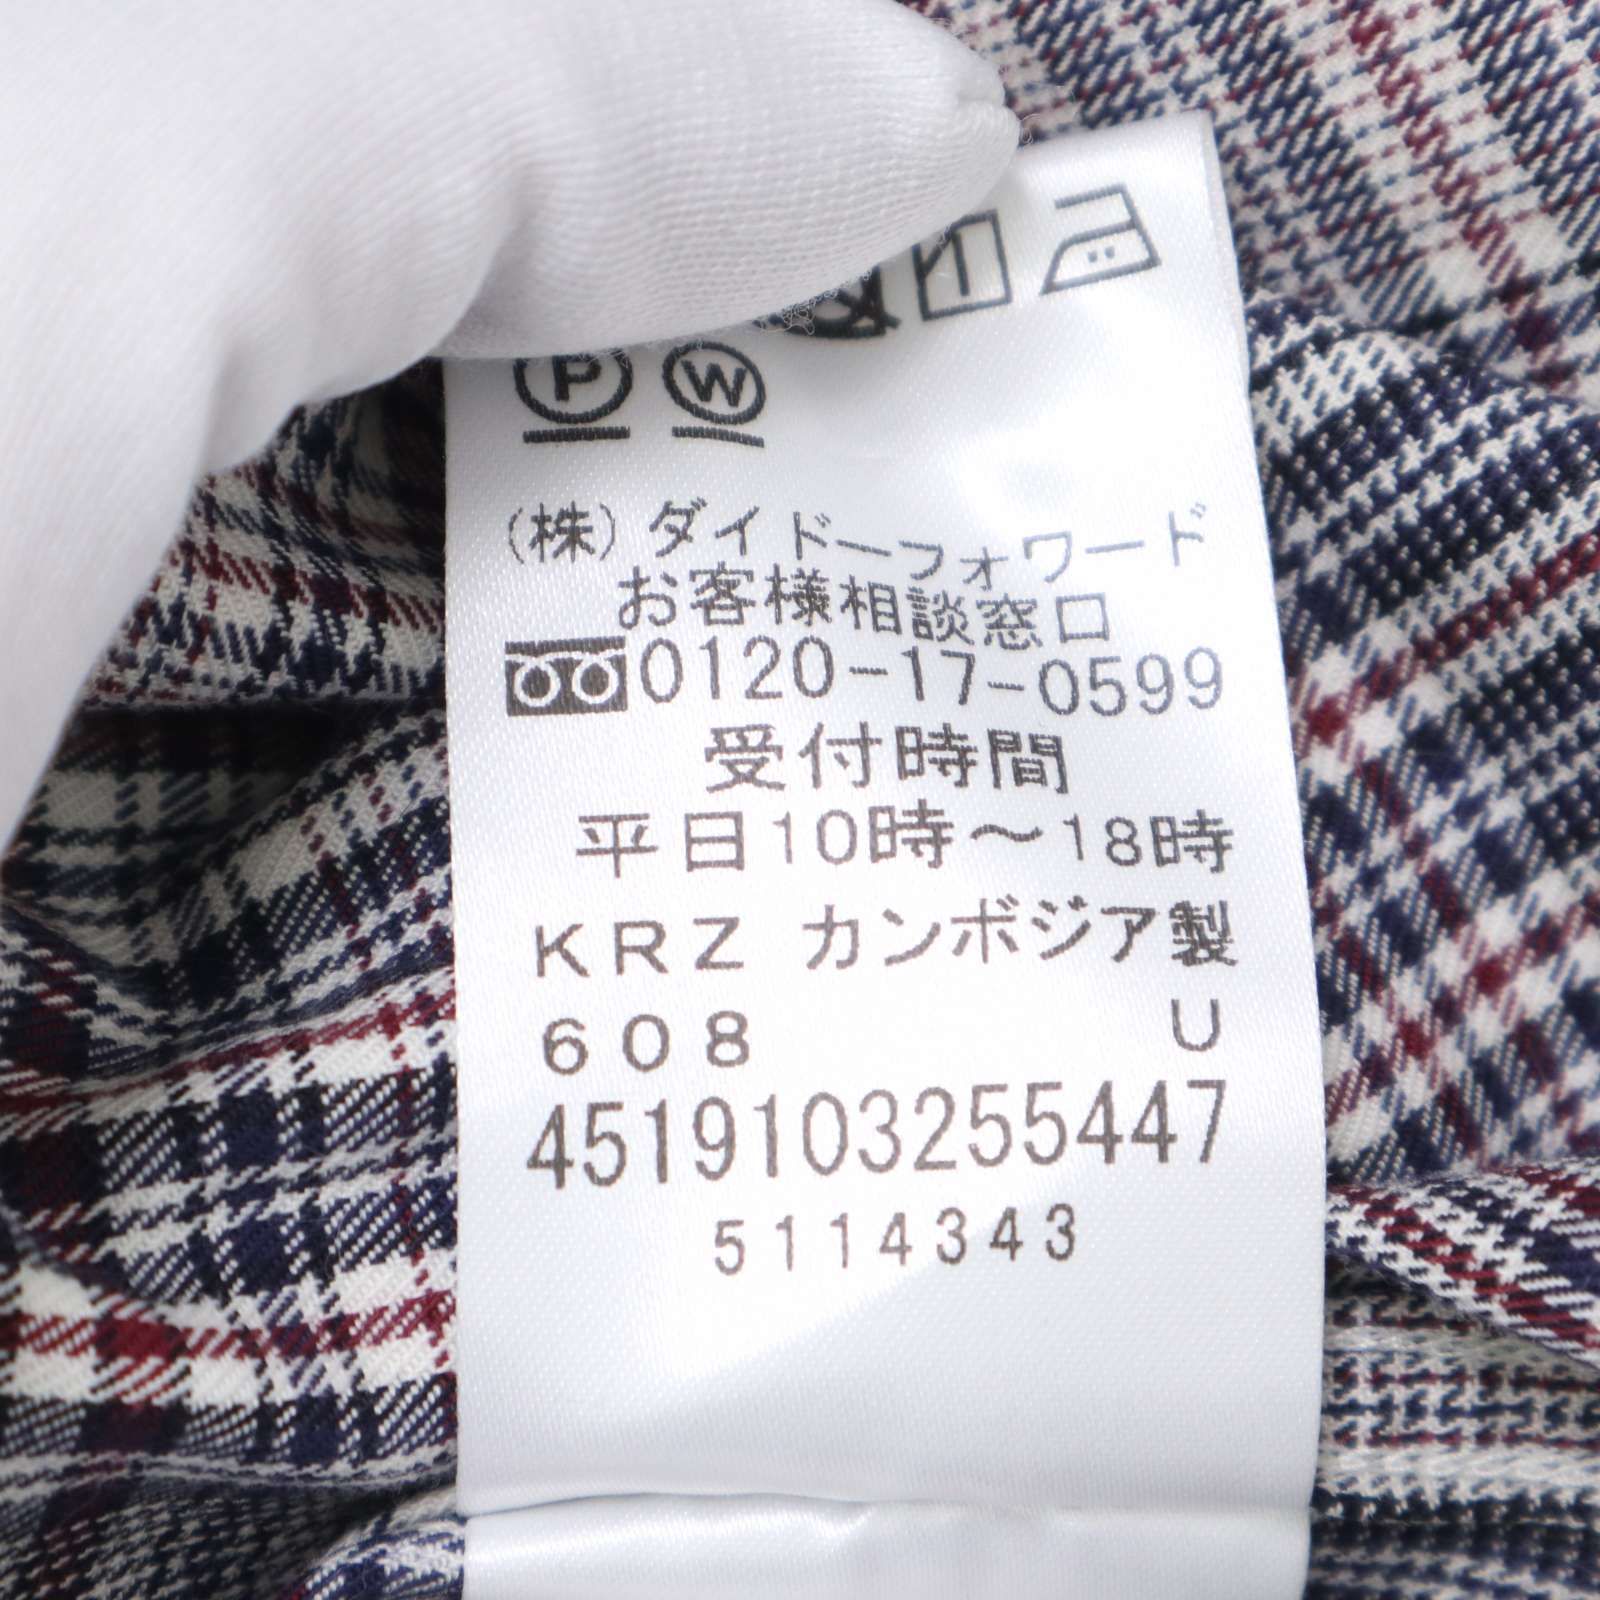 P W
(株)ダイドーフォワード
お客様相談窓口
0120-17-0599
受付時間
平日10時〜18時
KRZ カンボジア製
608 U
4519103255447
5114343